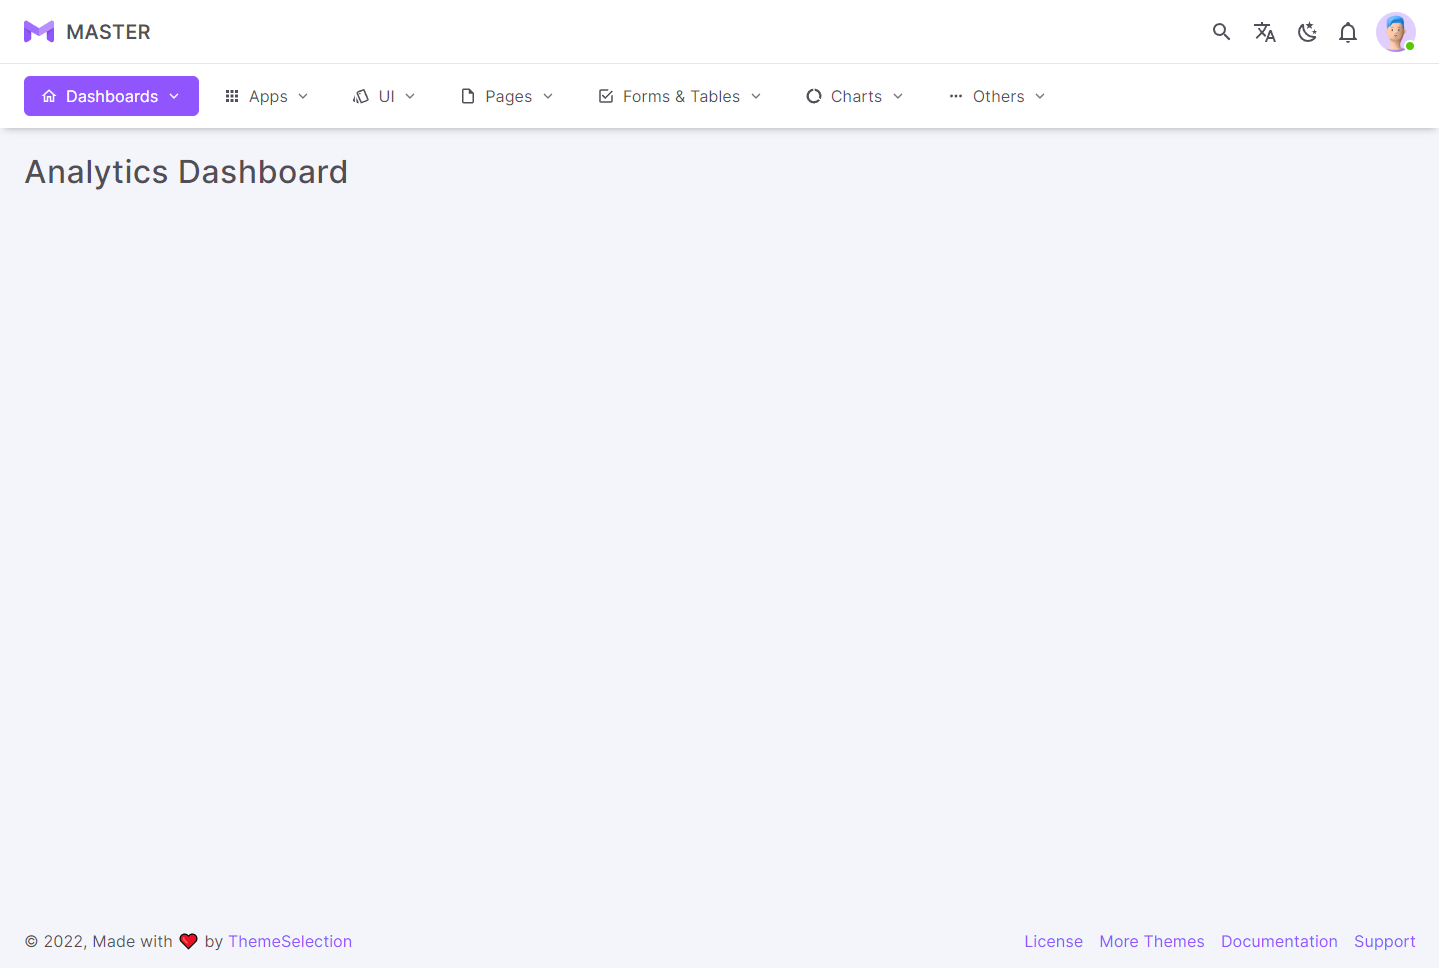 MASTER
Dashboards Apps UI Pages Forms & Tables Charts Others
Analytics Dashboard
© 2022, Made with ❤️ by ThemeSelection License More Themes Documentation Support